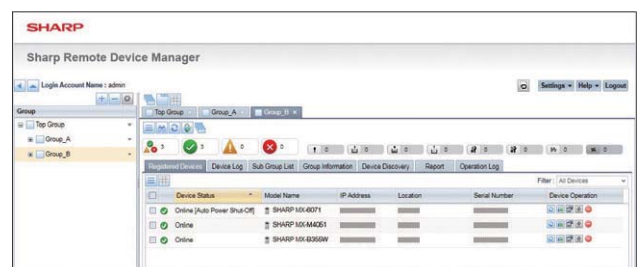 SHARP
Sharp Remote Device Manager
Login Account Name : admin
Settings Help Logout
Group
Top Group
Group_A
Group_B
Top Group Group_A Group_B
3 3 0 0
Registered Devices Device Log Sub Group List Group Information Device Discovery Report Operation Log
Filter All Devices
Device Status Model Name IP Address Location Serial Number Device Operation
Online [Auto Power Shut-Off] SHARP MX-6071
Online SHARP MX-M4051
Online SHARP MX-B355W